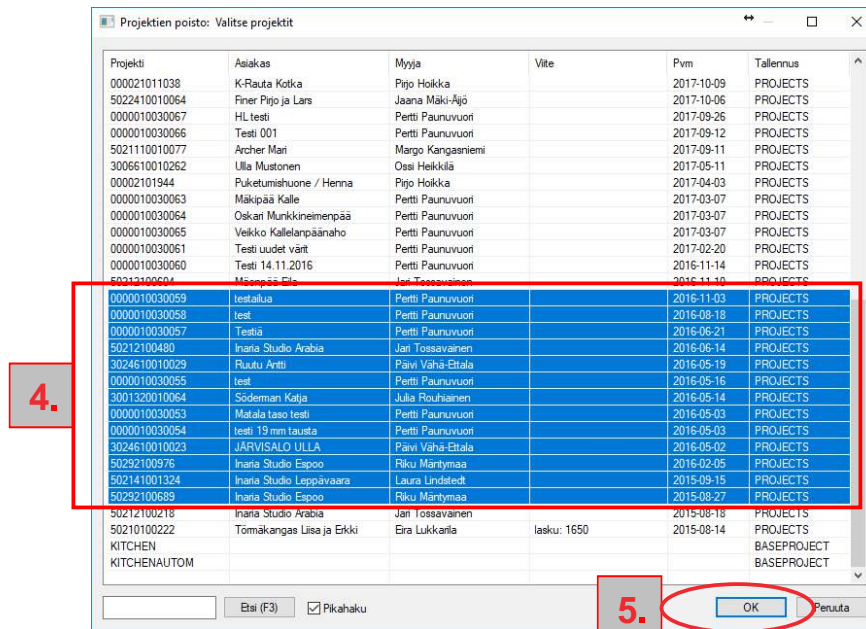 Projektien poisto: Valitse projektit
Projekti Asiakas Myyja Viite Pvm Tallennus
000021011038 K-Rauta Kotka Pirjo Hoikka 2017-10-09 PROJECTS
5022410010064 Finer Pirjo ja Lars Jaana Mäki-Äijö 2017-10-06 PROJECTS
0000010030067 HL testi Pertti Paunuvuori 2017-09-26 PROJECTS
0000010030066 Testi 001 Pertti Paunuvuori 2017-09-12 PROJECTS
5021110010077 Archer Mari Margo Kangasniemi 2017-09-11 PROJECTS
3006610010262 Ulla Mustonen Ossi Heikkilä 2017-05-11 PROJECTS
00002101944 Puketumishuone / Henna Pirjo Hoikka 2017-04-03 PROJECTS
0000010030063 Mäkipää Kalle Pertti Paunuvuori 2017-03-07 PROJECTS
0000010030064 Oskari Munkkineimenpää Pertti Paunuvuori 2017-03-07 PROJECTS
0000010030065 Veikko Kallelanpäänaho Pertti Paunuvuori 2017-03-07 PROJECTS
0000010030061 Testi uudet värit Pertti Paunuvuori 2017-02-20 PROJECTS
0000010030060 Testi 14.11.2016 Pertti Paunuvuori 2016-11-14 PROJECTS
50212100604 Mäenpää Eila Jari Tossavainen 2016-11-10 PROJECTS
0000010030059 testailua Pertti Paunuvuori 2016-11-03 PROJECTS
0000010030058 test Pertti Paunuvuori 2016-08-18 PROJECTS
0000010030057 Testiä Pertti Paunuvuori 2016-06-21 PROJECTS
50212100480 Inaria Studio Arabia Jari Tossavainen 2016-06-14 PROJECTS
3024610010029 Ruutu Antti Päivi Vähä-Ettala 2016-05-19 PROJECTS
0000010030055 test Pertti Paunuvuori 2016-05-16 PROJECTS
3001320010064 Söderman Katja Julia Rouhiainen 2016-05-14 PROJECTS
0000010030053 Matala taso testi Pertti Paunuvuori 2016-05-03 PROJECTS
0000010030054 testi 19 mm tausta Pertti Paunuvuori 2016-05-03 PROJECTS
3024610010023 JÄRVISALO ULLA Päivi Vähä-Ettala 2016-05-02 PROJECTS
50292100976 Inaria Studio Espoo Riku Mäntymaa 2016-02-05 PROJECTS
502141001324 Inaria Studio Leppävaara Laura Lindstedt 2015-09-15 PROJECTS
50292100689 Inaria Studio Espoo Riku Mäntymaa 2015-08-27 PROJECTS
50212100218 Inaria Studio Arabia Jari Tossavainen 2015-08-18 PROJECTS
50210100222 Törmäkangas Liisa ja Erkki Eira Lukkarila lasku: 1650 2015-08-14 PROJECTS
KITCHEN BASEPROJECT
KITCHENAUTOM BASEPROJECT
4.
Etsi (F3) Pikahaku 5. OK Peruuta